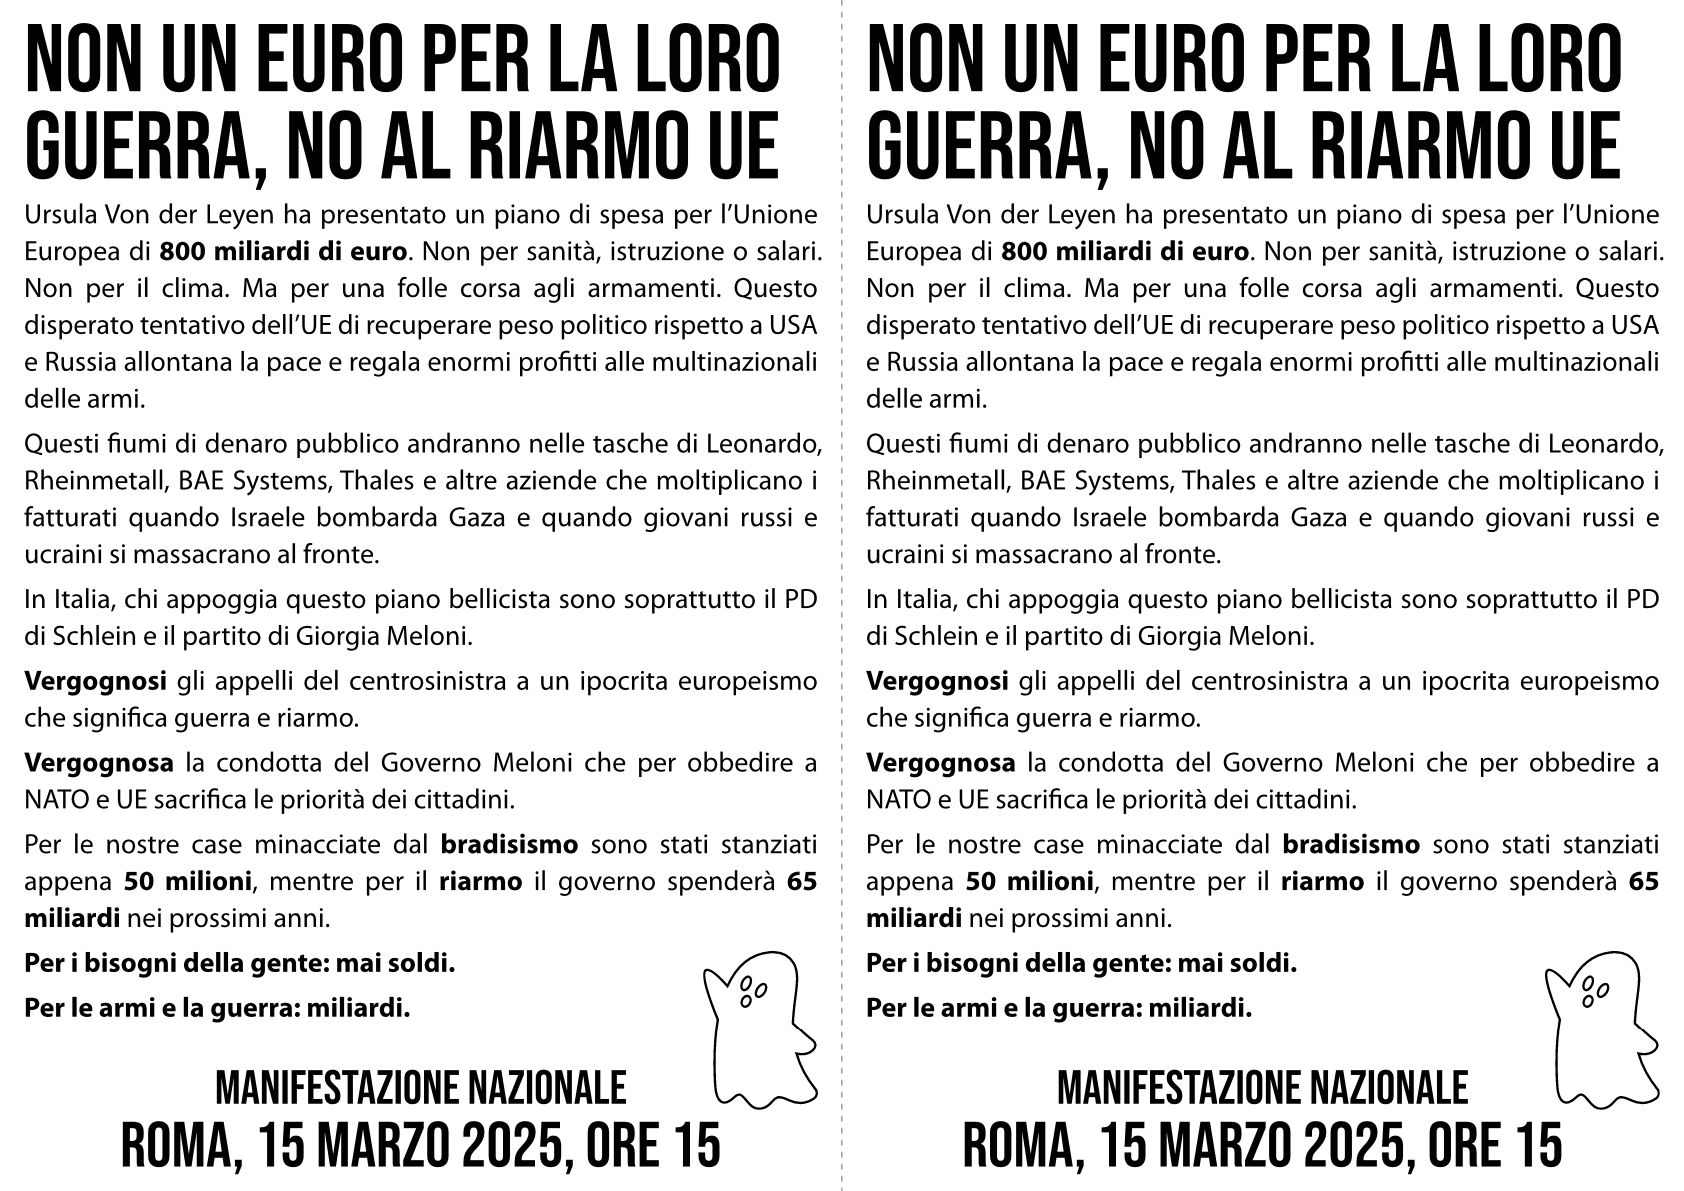 NON UN EURO PER LA LORO
GUERRA, NO AL RIARMO UE
Ursula Von der Leyen ha presentato un piano di spesa per l’Unione
Europea di 800 miliardi di euro. Non per sanità, istruzione o salari.
Non per il clima. Ma per una folle corsa agli armamenti. Questo
disperato tentativo dell’UE di recuperare peso politico rispetto a USA
e Russia allontana la pace e regala enormi profitti alle multinazionali
delle armi.
Questi fiumi di denaro pubblico andranno nelle tasche di Leonardo,
Rheinmetall, BAE Systems, Thales e altre aziende che moltiplicano i
fatturati quando Israele bombarda Gaza e quando giovani russi e
ucraini si massacrano al fronte.
In Italia, chi appoggia questo piano bellicista sono soprattutto il PD
di Schlein e il partito di Giorgia Meloni.
Vergognosi gli appelli del centrosinistra a un ipocrita europeismo
che significa guerra e riarmo.
Vergognosa la condotta del Governo Meloni che per obbedire a
NATO e UE sacrifica le priorità dei cittadini.
Per le nostre case minacciate dal bradisismo sono stati stanziati
appena 50 milioni, mentre per il riarmo il governo spenderà 65
miliardi nei prossimi anni.
Per i bisogni della gente: mai soldi.
Per le armi e la guerra: miliardi.
MANIFESTAZIONE NAZIONALE
ROMA, 15 MARZO 2025, ORE 15
NON UN EURO PER LA LORO
GUERRA, NO AL RIARMO UE
Ursula Von der Leyen ha presentato un piano di spesa per l’Unione
Europea di 800 miliardi di euro. Non per sanità, istruzione o salari.
Non per il clima. Ma per una folle corsa agli armamenti. Questo
disperato tentativo dell’UE di recuperare peso politico rispetto a USA
e Russia allontana la pace e regala enormi profitti alle multinazionali
delle armi.
Questi fiumi di denaro pubblico andranno nelle tasche di Leonardo,
Rheinmetall, BAE Systems, Thales e altre aziende che moltiplicano i
fatturati quando Israele bombarda Gaza e quando giovani russi e
ucraini si massacrano al fronte.
In Italia, chi appoggia questo piano bellicista sono soprattutto il PD
di Schlein e il partito di Giorgia Meloni.
Vergognosi gli appelli del centrosinistra a un ipocrita europeismo
che significa guerra e riarmo.
Vergognosa la condotta del Governo Meloni che per obbedire a
NATO e UE sacrifica le priorità dei cittadini.
Per le nostre case minacciate dal bradisismo sono stati stanziati
appena 50 milioni, mentre per il riarmo il governo spenderà 65
miliardi nei prossimi anni.
Per i bisogni della gente: mai soldi.
Per le armi e la guerra: miliardi.
MANIFESTAZIONE NAZIONALE
ROMA, 15 MARZO 2025, ORE 15